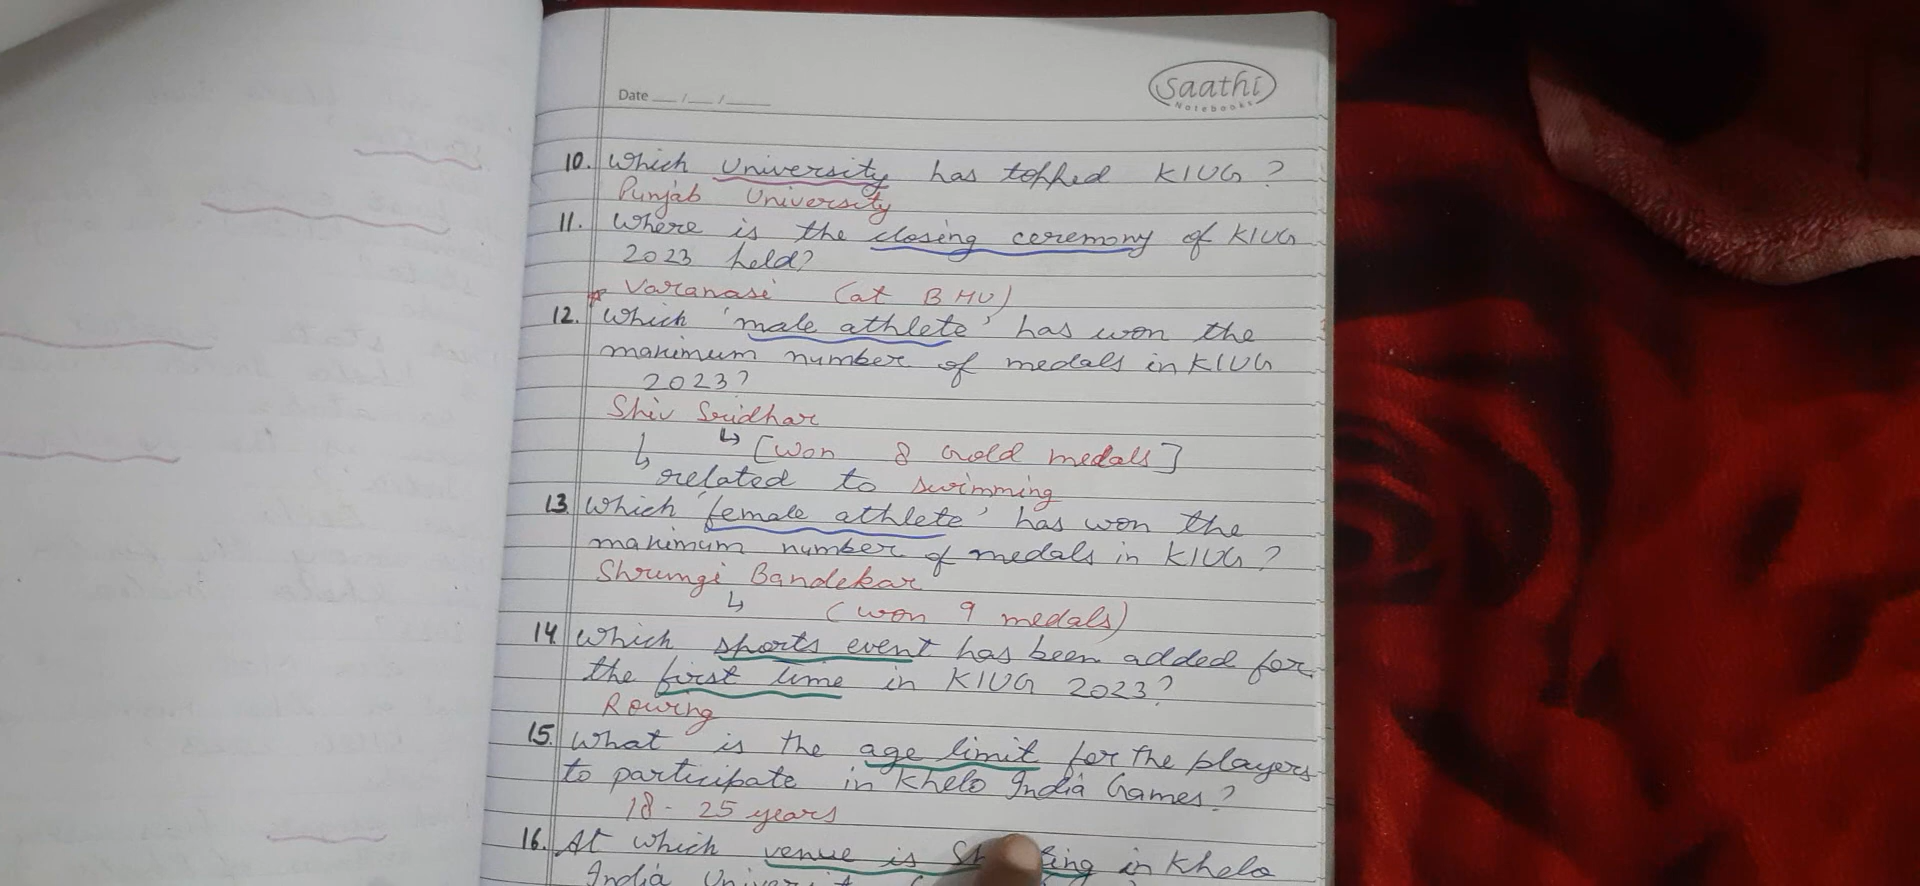 Date __/__/____
Saathi
Notebooks
10. Which University has topped KIUG?
Punjab University
11. Where is the closing ceremony of KIUG
2023 held?
Varanasi (at BHU)
12. Which 'male athlete' has won the
maximum number of medals in KIUG
2023?
Shiv Sridhar
↳ [Won 8 Gold medals]
↳ related to swimming
13. Which 'female athlete' has won the
maximum number of medals in KIUG?
Shrungi Bandekar
↳ (won 9 medals)
14. Which sports event has been added for
the first time in KIUG 2023?
Rowing
15. What is the age limit for the players
to participate in Khelo India Games?
18-25 years
16. At which venue is in Khelo
India